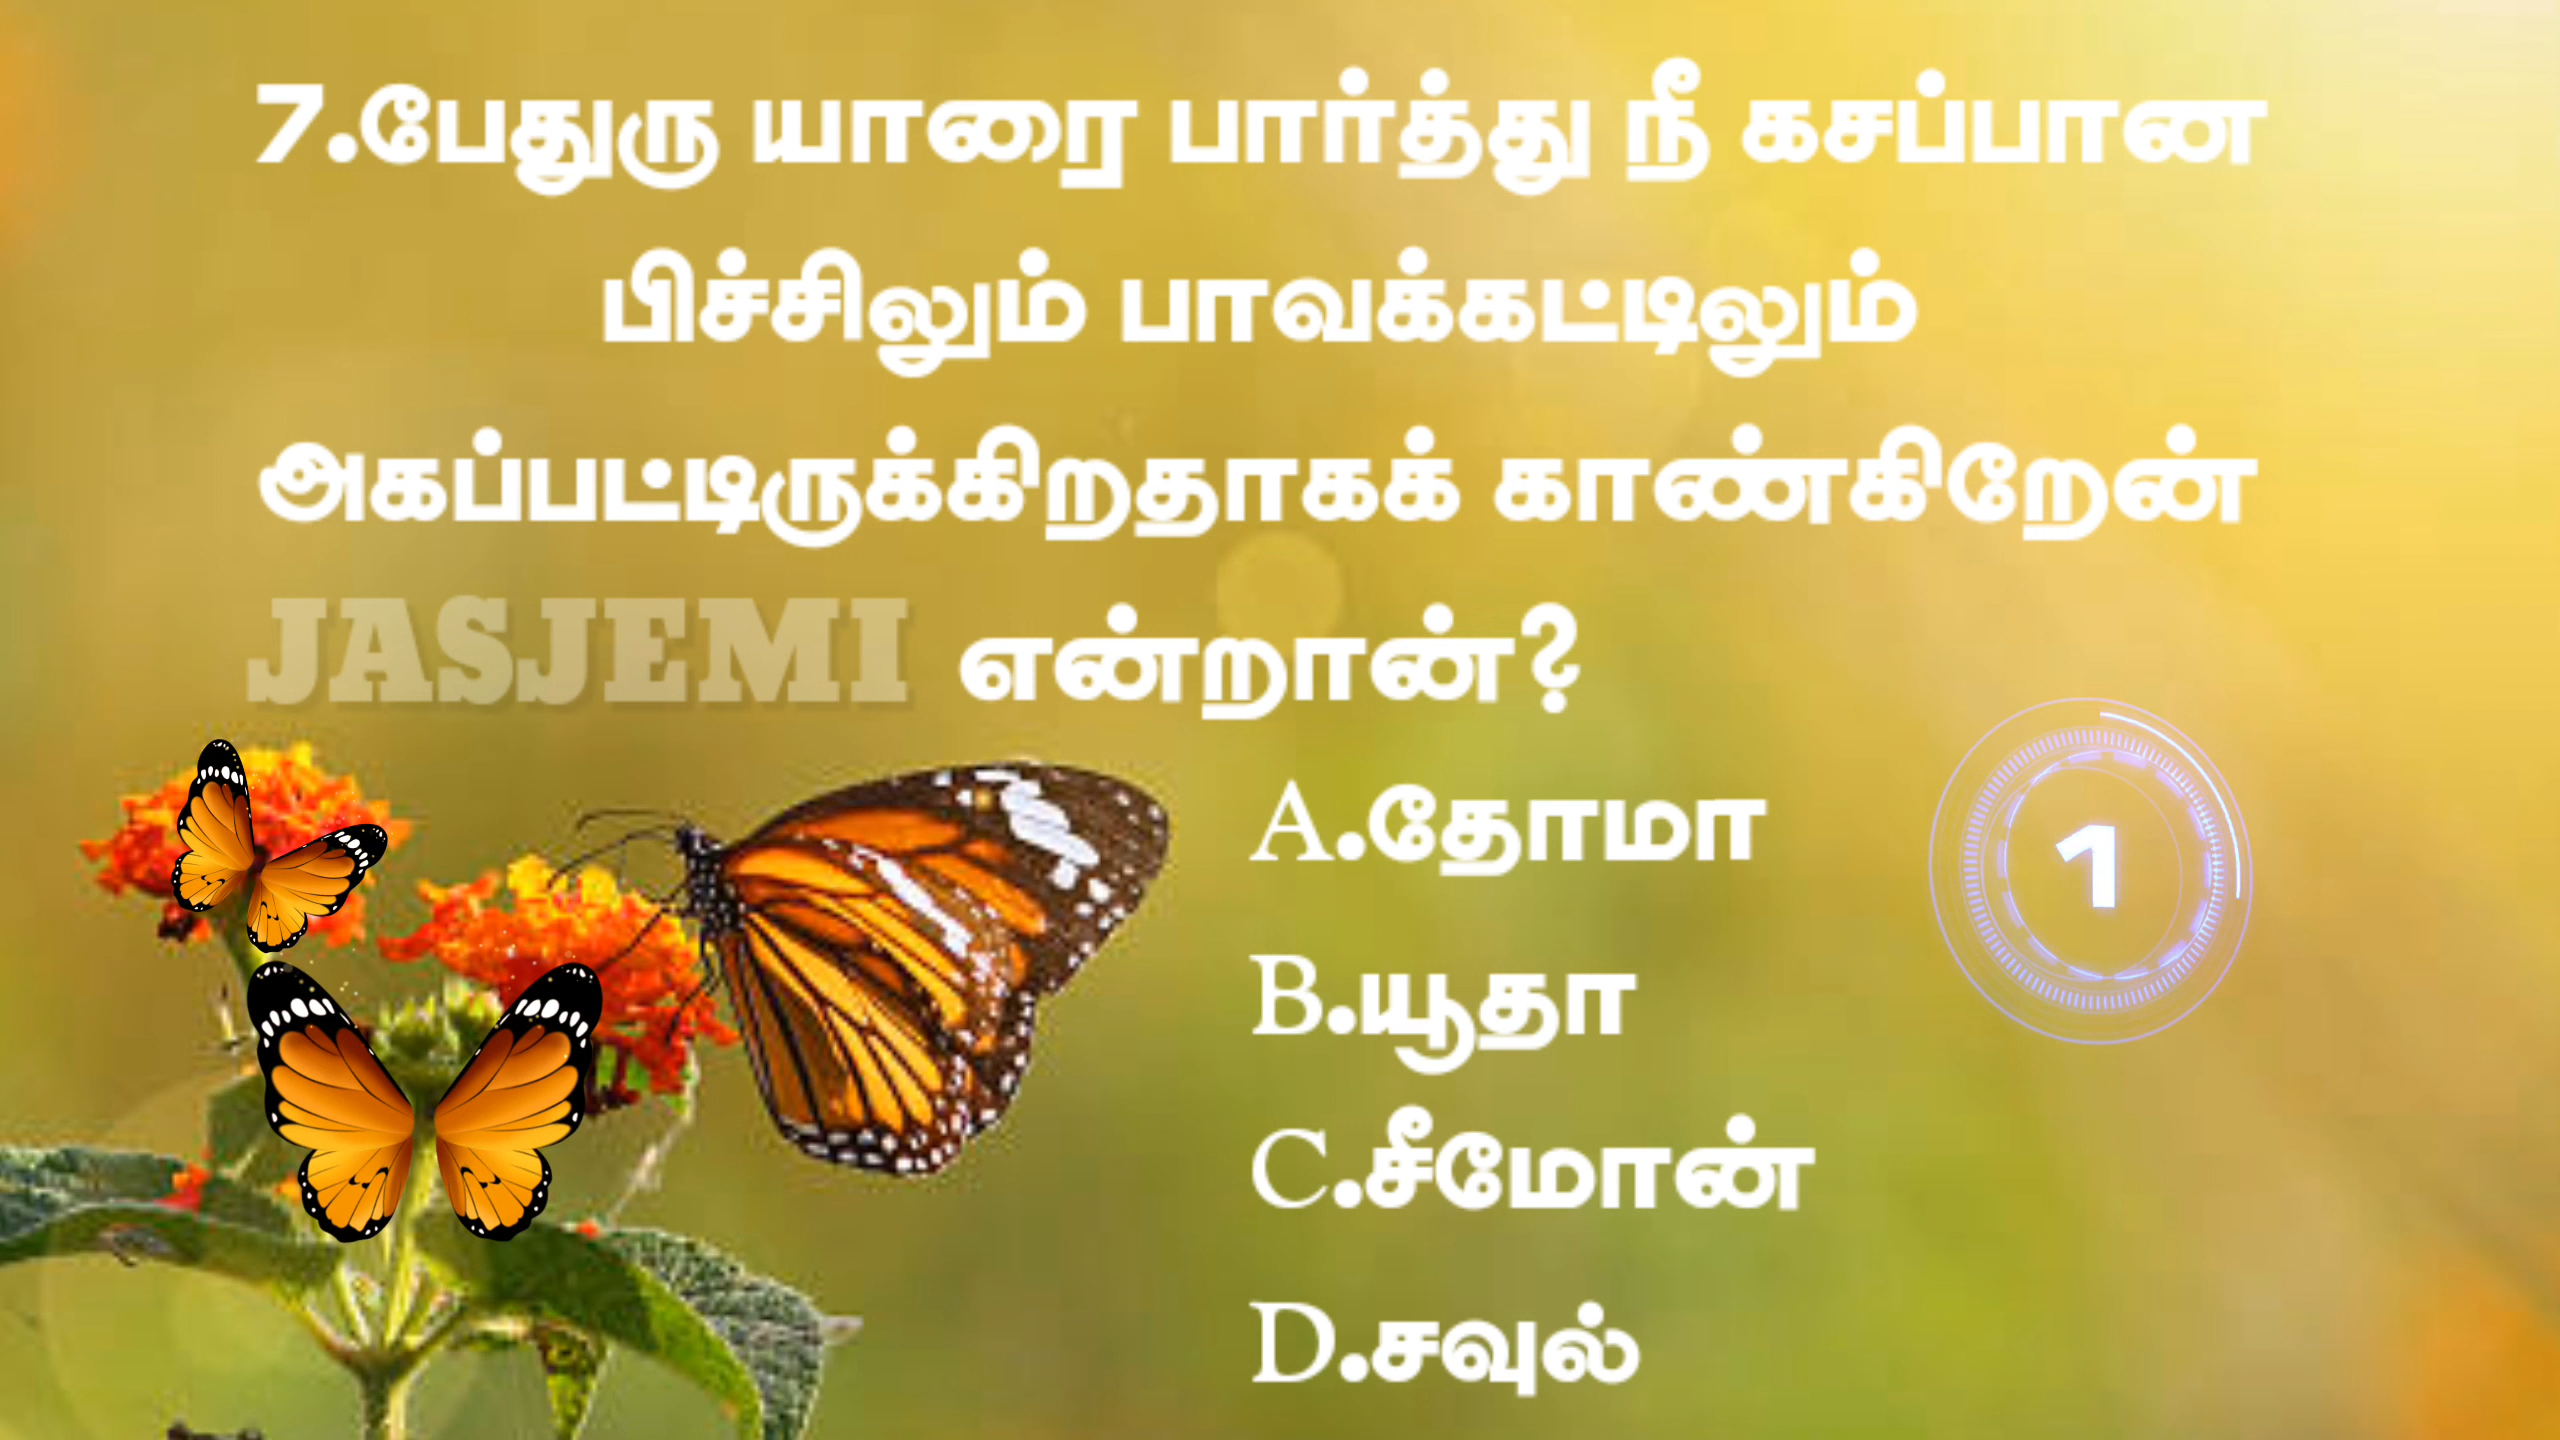 7.பேதுரு யாரை பார்த்து நீ கசப்பான
பிச்சிலும் பாவக்கட்டிலும்
அகப்பட்டிருக்கிறதாகக் காண்கிறேன்
JASJEMI என்றான்?
A.தோமா
1
B.யூதா
C.சீமோன்
D.சவுல்